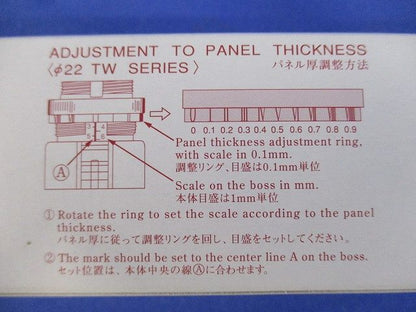 ADJUSTMENT TO PANEL THICKNESS
〈φ22 TW SERIES〉 パネル厚調整方法
0 0.1 0.2 0.3 0.4 0.5 0.6 0.7 0.8 0.9
Panel thickness adjustment ring,
with scale in 0.1mm.
調整リング、目盛は0.1mm単位
Ⓐ
Scale on the boss in mm.
本体目盛は1mm単位
① Rotate the ring to set the scale according to the panel
thickness.
パネル厚に従って調整リングを回し、目盛をセットしてください。
② The mark should be set to the center line A on the boss.
セット位置は、本体中央の線Ⓐに合わせます。